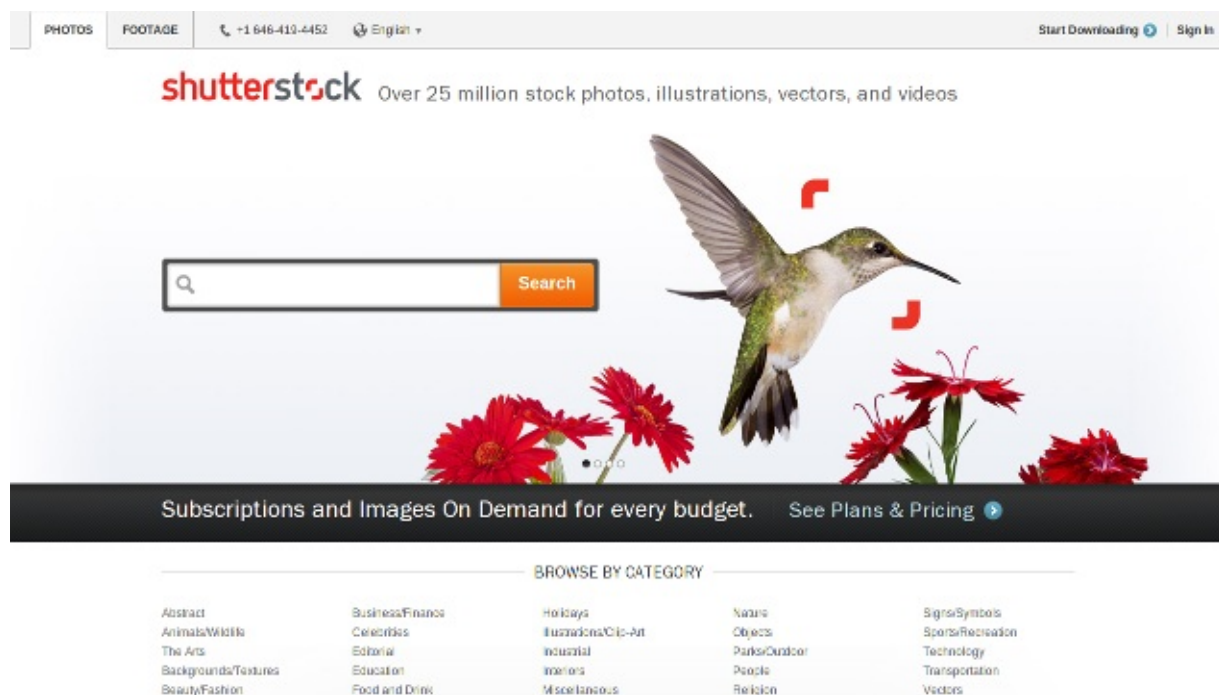 PHOTOS FOOTAGE +1 646-419-4452 English Start Downloading Sign In
shutterstock Over 25 million stock photos, illustrations, vectors, and videos
Search
Subscriptions and Images On Demand for every budget. See Plans & Pricing
BROWSE BY CATEGORY
Abstract Business/Finance Holidays Nature Signs/Symbols
Animals/Wildlife Celebrities Illustrations/Clip-Art Objects Sports/Recreation
The Arts Editorial Industrial Parks/Outdoor Technology
Backgrounds/Textures Education Interiors People Transportation
Beauty/Fashion Food and Drink Miscellaneous Religion Vectors